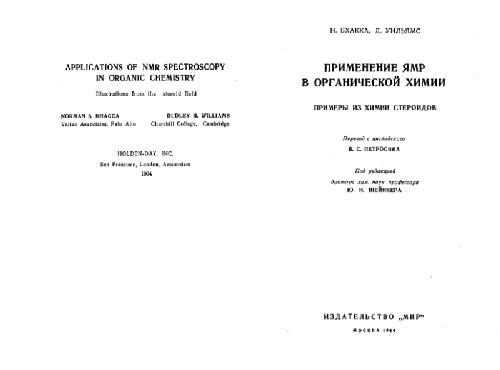 APPLICATIONS OF NMR SPECTROSCOPY
IN ORGANIC CHEMISTRY
Illustrations from the steroid field
NORMAN S. BHACCA
Varian Associates, Palo Alto
DUDLEY H. WILLIAMS
Churchill College, Cambridge
HOLDEN-DAY, INC.
San Francisco, London, Amsterdam
1964
Н. БХАККА, Д. УИЛЬЯМС
ПРИМЕНЕНИЕ ЯМР
В ОРГАНИЧЕСКОЙ ХИМИИ
ПРИМЕРЫ ИЗ ХИМИИ СТЕРОИДОВ
Перевод с английского
В. С. ПЕТРОСЯНА
Под редакцией
доктора хим. наук профессора
Ю. Н. ШЕЙНКЕРА
ИЗДАТЕЛЬСТВО „МИР"
МОСКВА